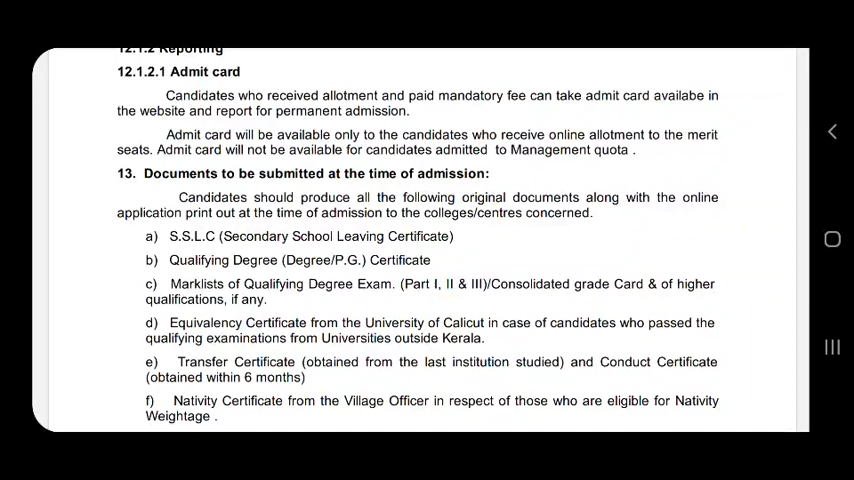 12.1.2 Reporting
12.1.2.1 Admit card
Candidates who received allotment and paid mandatory fee can take admit card availabe in
the website and report for permanent admission.
Admit card will be available only to the candidates who receive online allotment to the merit
seats. Admit card will not be available for candidates admitted to Management quota .
13. Documents to be submitted at the time of admission:
Candidates should produce all the following original documents along with the online
application print out at the time of admission to the colleges/centres concerned.
a) S.S.L.C (Secondary School Leaving Certificate)
b) Qualifying Degree (Degree/P.G.) Certificate
c) Marklists of Qualifying Degree Exam. (Part I, II & III)/Consolidated grade Card & of higher
qualifications, if any.
d) Equivalency Certificate from the University of Calicut in case of candidates who passed the
qualifying examinations from Universities outside Kerala.
e) Transfer Certificate (obtained from the last institution studied) and Conduct Certificate
(obtained within 6 months)
f) Nativity Certificate from the Village Officer in respect of those who are eligible for Nativity
Weightage .